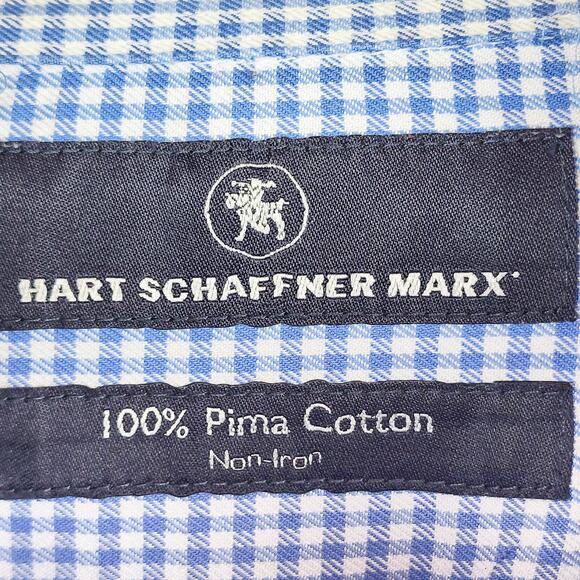 HART SCHAFFNER MARX
100% Pima Cotton
Non-Iron